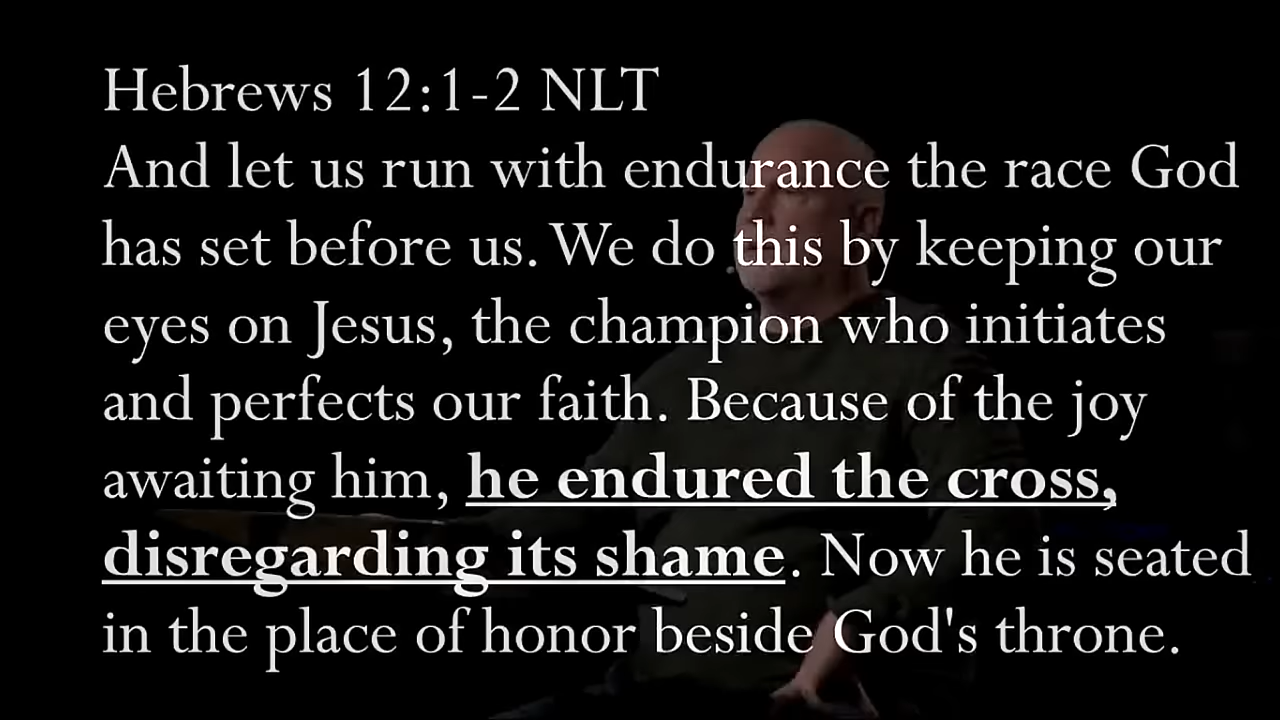 Hebrews 12:1-2 NLT
And let us run with endurance the race God
has set before us. We do this by keeping our
eyes on Jesus, the champion who initiates
and perfects our faith. Because of the joy
awaiting him, he endured the cross,
disregarding its shame. Now he is seated
in the place of honor beside God's throne.